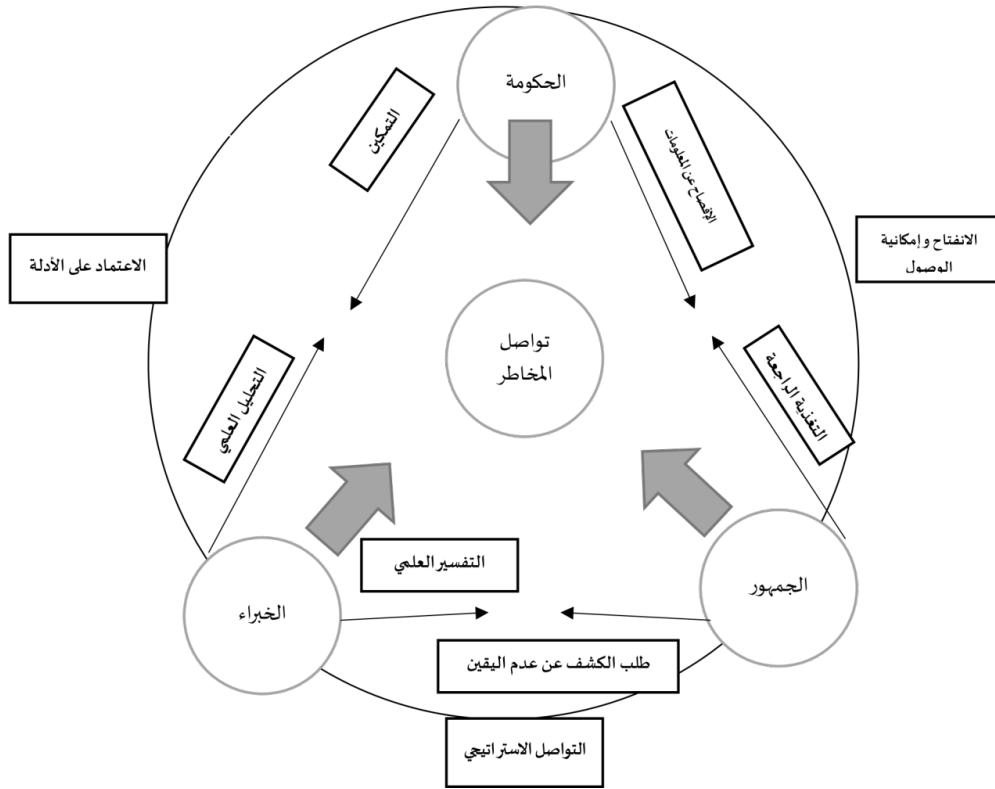 الحكومة
التمكين
الإفصاح عن المعلومات
الانفتاح وإمكانية
الوصول
الاعتماد على الأدلة
تواصل
المخاطر
التحليل العلمي
التغذية الراجعة
التفسير العلمي
الجمهور
الخبراء
طلب الكشف عن عدم اليقين
التواصل الاستراتيجي